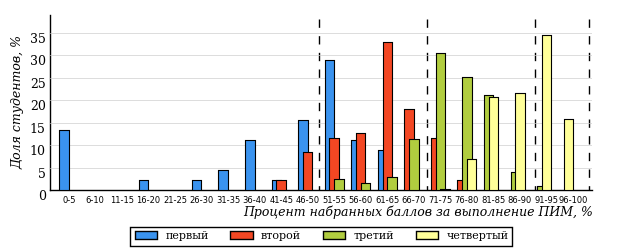 Доля студентов, %
35
30
25
20
15
10
5
0
0-5 6-10 11-15 16-20 21-25 26-30 31-35 36-40 41-45 46-50 51-55 56-60 61-65 66-70 71-75 76-80 81-85 86-90 91-95 96-100
Процент набранных баллов за выполнение ПИМ, %
первый второй третий четвертый